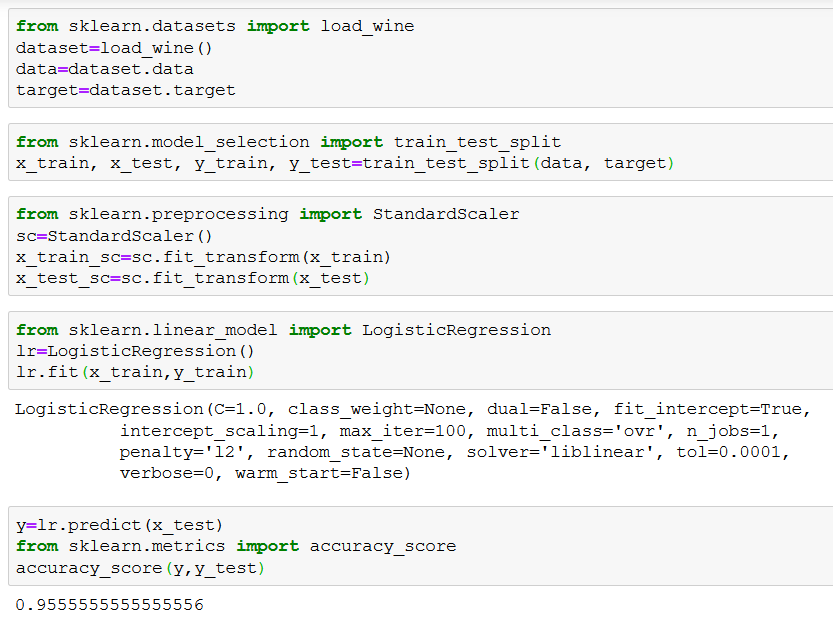 from sklearn.datasets import load_wine
dataset=load_wine()
data=dataset.data
target=dataset.target
from sklearn.model_selection import train_test_split
x_train, x_test, y_train, y_test=train_test_split(data, target)
from sklearn.preprocessing import StandardScaler
sc=StandardScaler()
x_train_sc=sc.fit_transform(x_train)
x_test_sc=sc.fit_transform(x_test)
from sklearn.linear_model import LogisticRegression
lr=LogisticRegression()
lr.fit(x_train,y_train)
LogisticRegression(C=1.0, class_weight=None, dual=False, fit_intercept=True,
intercept_scaling=1, max_iter=100, multi_class='ovr', n_jobs=1,
penalty='l2', random_state=None, solver='liblinear', tol=0.0001,
verbose=0, warm_start=False)
y=lr.predict(x_test)
from sklearn.metrics import accuracy_score
accuracy_score(y,y_test)
0.9555555555555556